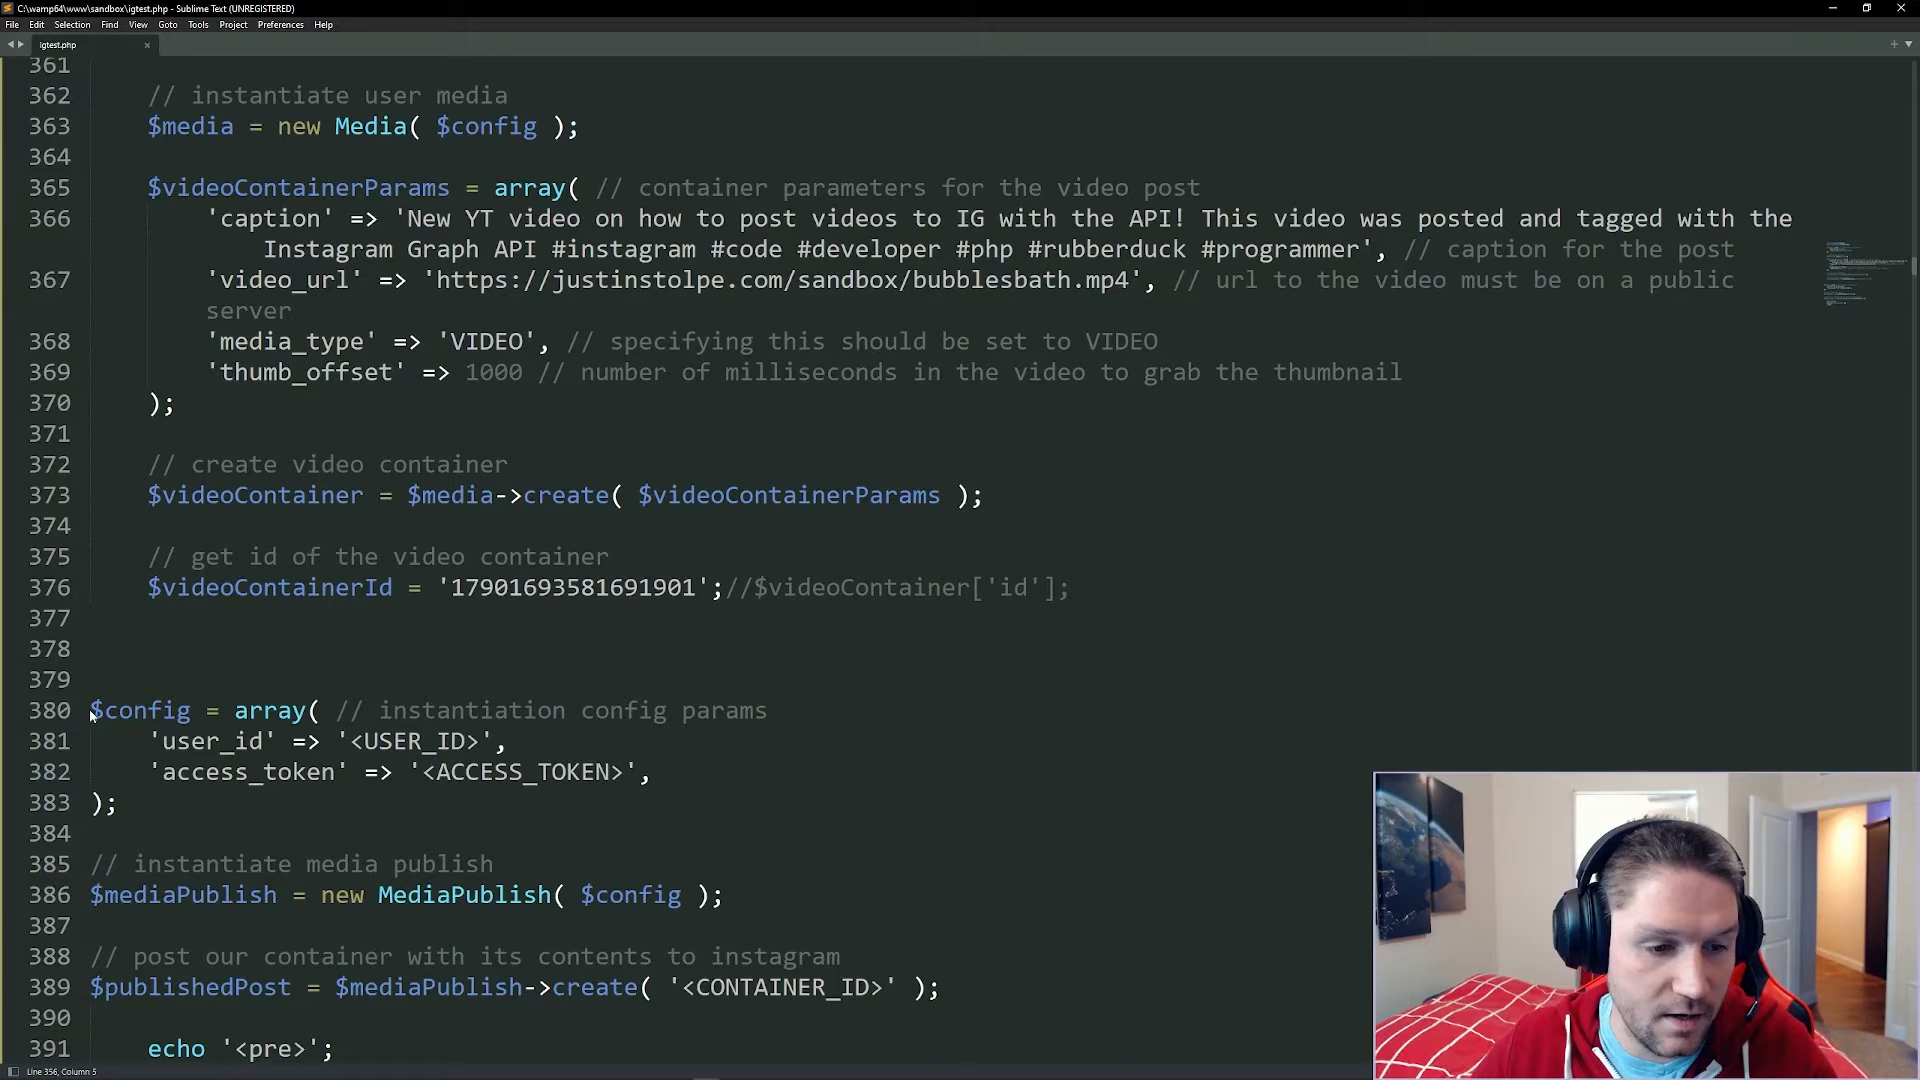 C:\wamp64\www\sandbox\igtest.php - Sublime Text (UNREGISTERED)
File Edit Selection Find View Goto Tools Project Preferences Help
igtest.php
361
362 // instantiate user media
363 $media = new Media( $config );
364
365 $videoContainerParams = array( // container parameters for the video post
366 'caption' => 'New YT video on how to post videos to IG with the API! This video was posted and tagged with the
Instagram Graph API #instagram #code #developer #php #rubberduck #programmer', // caption for the post
367 'video_url' => 'https://justinstolpe.com/sandbox/bubblesbath.mp4', // url to the video must be on a public
server
368 'media_type' => 'VIDEO', // specifying this should be set to VIDEO
369 'thumb_offset' => 1000 // number of milliseconds in the video to grab the thumbnail
370 );
371
372 // create video container
373 $videoContainer = $media->create( $videoContainerParams );
374
375 // get id of the video container
376 $videoContainerId = '17901693581691901';//$videoContainer['id'];
377
378
379
380 $config = array( // instantiation config params
381 'user_id' => '<USER_ID>',
382 'access_token' => '<ACCESS_TOKEN>',
383 );
384
385 // instantiate media publish
386 $mediaPublish = new MediaPublish( $config );
387
388 // post our container with its contents to instagram
389 $publishedPost = $mediaPublish->create( '<CONTAINER_ID>' );
390
391 echo '<pre>';
Line 356, Column 5